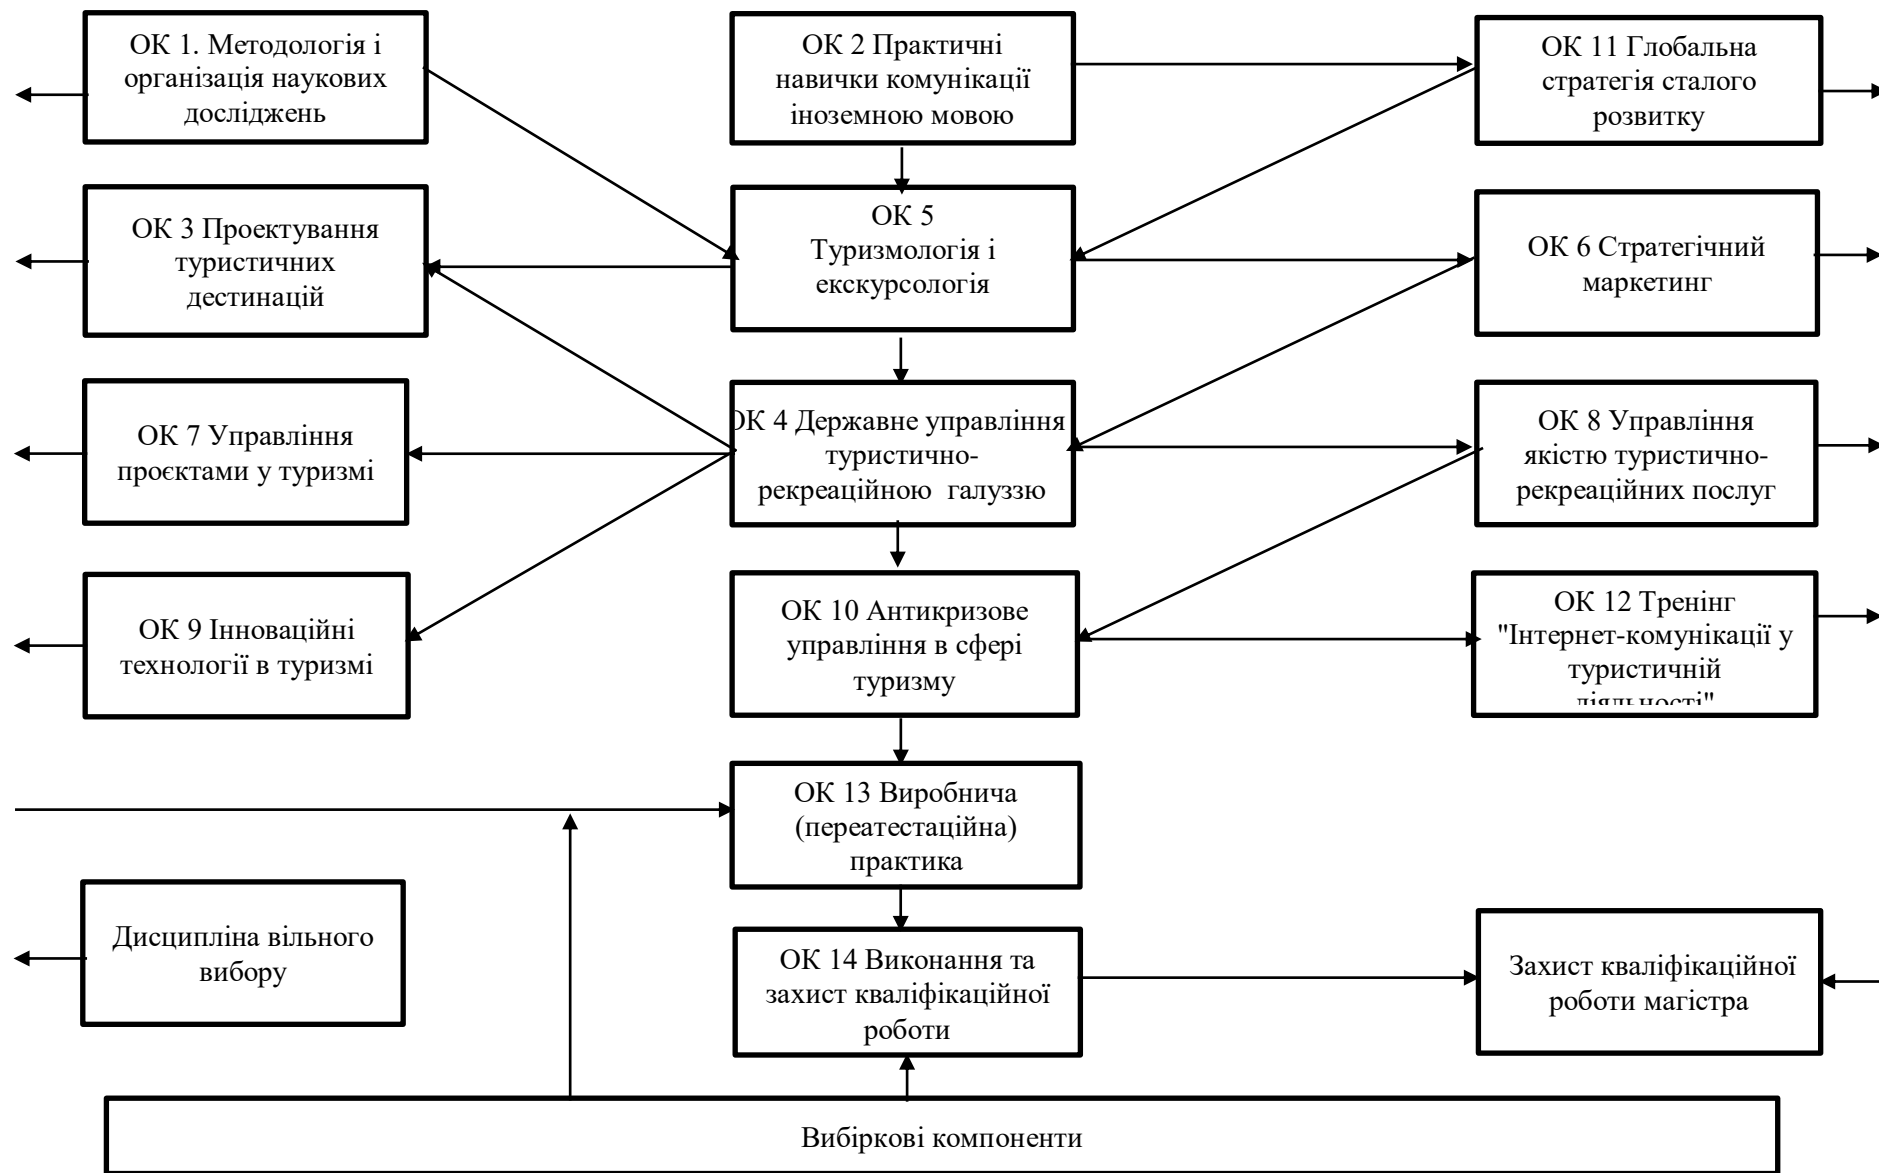 ОК 1. Методологія і
організація наукових
досліджень
ОК 2 Практичні
навички комунікації
іноземною мовою
ОК 11 Глобальна
стратегія сталого
розвитку
ОК 3 Проектування
туристичних
дестинацій
ОК 5
Туризмологія і
екскурсологія
ОК 6 Стратегічний
маркетинг
ОК 7 Управління
проєктами у туризмі
ОК 4 Державне управління
туристично-
рекреаційною галуззю
ОК 8 Управління
якістю туристично-
рекреаційних послуг
ОК 9 Інноваційні
технології в туризмі
ОК 10 Антикризове
управління в сфері
туризму
ОК 12 Тренінг
"Інтернет-комунікації у
туристичній
діяльності"
ОК 13 Виробнича
(переатестаційна)
практика
Дисципліна вільного
вибору
ОК 14 Виконання та
захист кваліфікаційної
роботи
Захист кваліфікаційної
роботи магістра
Вибіркові компоненти